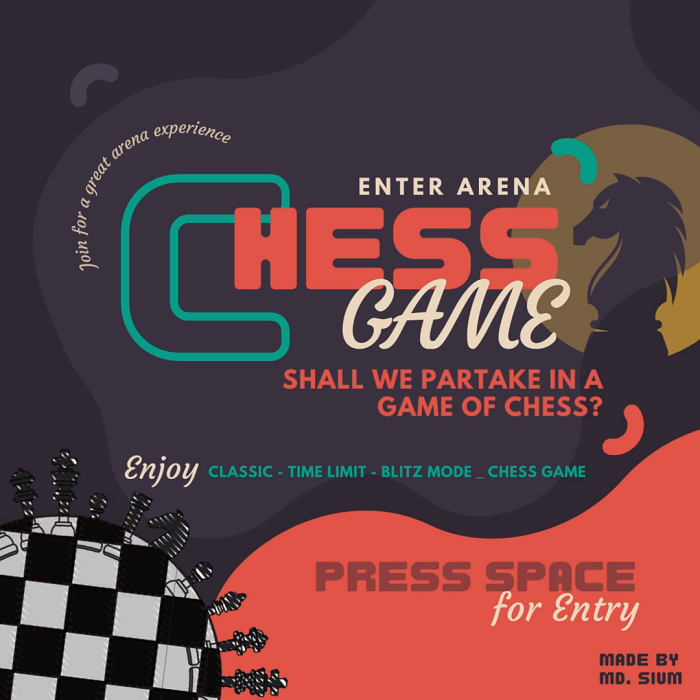 Join for a great arena experience
ENTER ARENA
CHESS
GAME
SHALL WE PARTAKE IN A
GAME OF CHESS?
Enjoy CLASSIC - TIME LIMIT - BLITZ MODE _ CHESS GAME
PRESS SPACE
for Entry
MADE BY
MD. SIUM